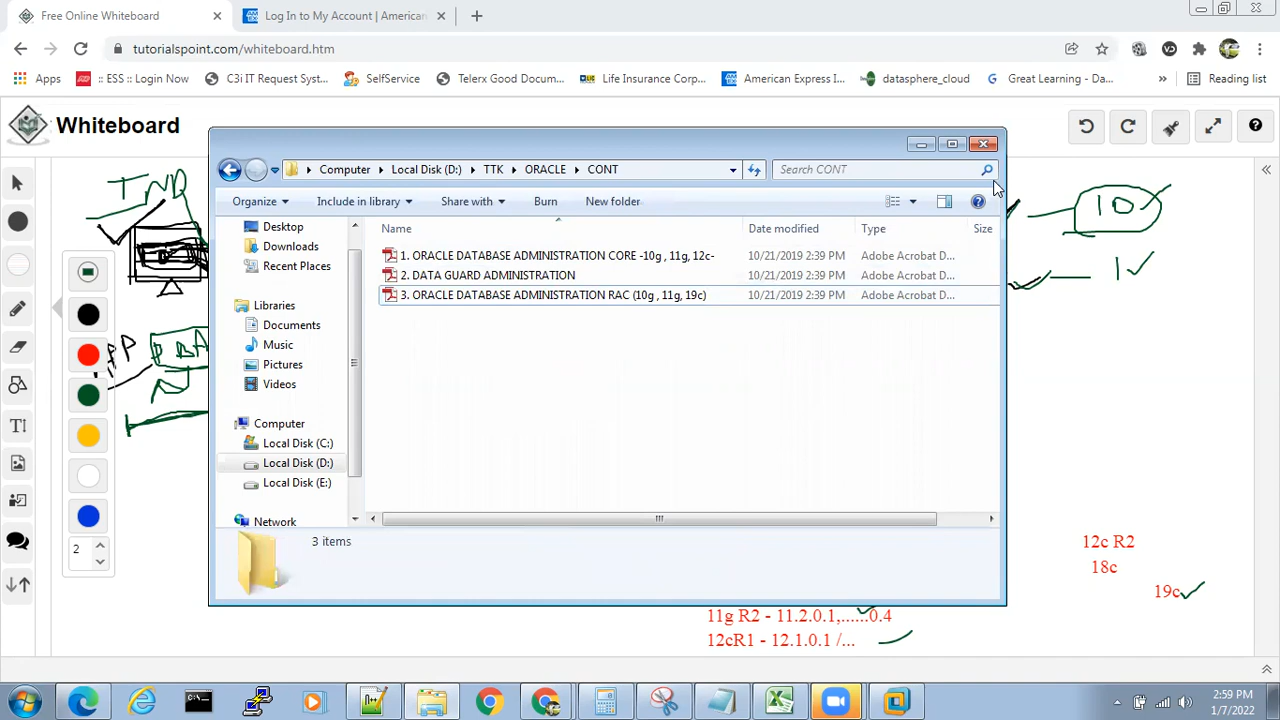 Free Online Whiteboard
Log In to My Account | American
tutorialspoint.com/whiteboard.htm
Apps
:: ESS :: Login Now
C3i IT Request Syst...
SelfService
Telerx Good Docum...
Life Insurance Corp...
American Express I...
datasphere_cloud
Great Learning - Da...
»
Reading list
Whiteboard
Computer
Local Disk (D:)
TTK
ORACLE
CONT
Search CONT
Organize
Include in library
Share with
Burn
New folder
Name
Date modified
Type
Size
1. ORACLE DATABASE ADMINISTRATION CORE -10g , 11g, 12c-
10/21/2019 2:39 PM
Adobe Acrobat D...
2. DATA GUARD ADMINISTRATION
10/21/2019 2:39 PM
Adobe Acrobat D...
3. ORACLE DATABASE ADMINISTRATION RAC (10g , 11g, 19c)
10/21/2019 2:39 PM
Adobe Acrobat D...
Desktop
Downloads
Recent Places
Libraries
Documents
Music
Pictures
Videos
Computer
Local Disk (C:)
Local Disk (D:)
Local Disk (E:)
Network
3 items
10
1
2
12c R2
18c
19c
11g R2 - 11.2.0.1,......0.4
12cR1 - 12.1.0.1 /...
2:59 PM
1/7/2022